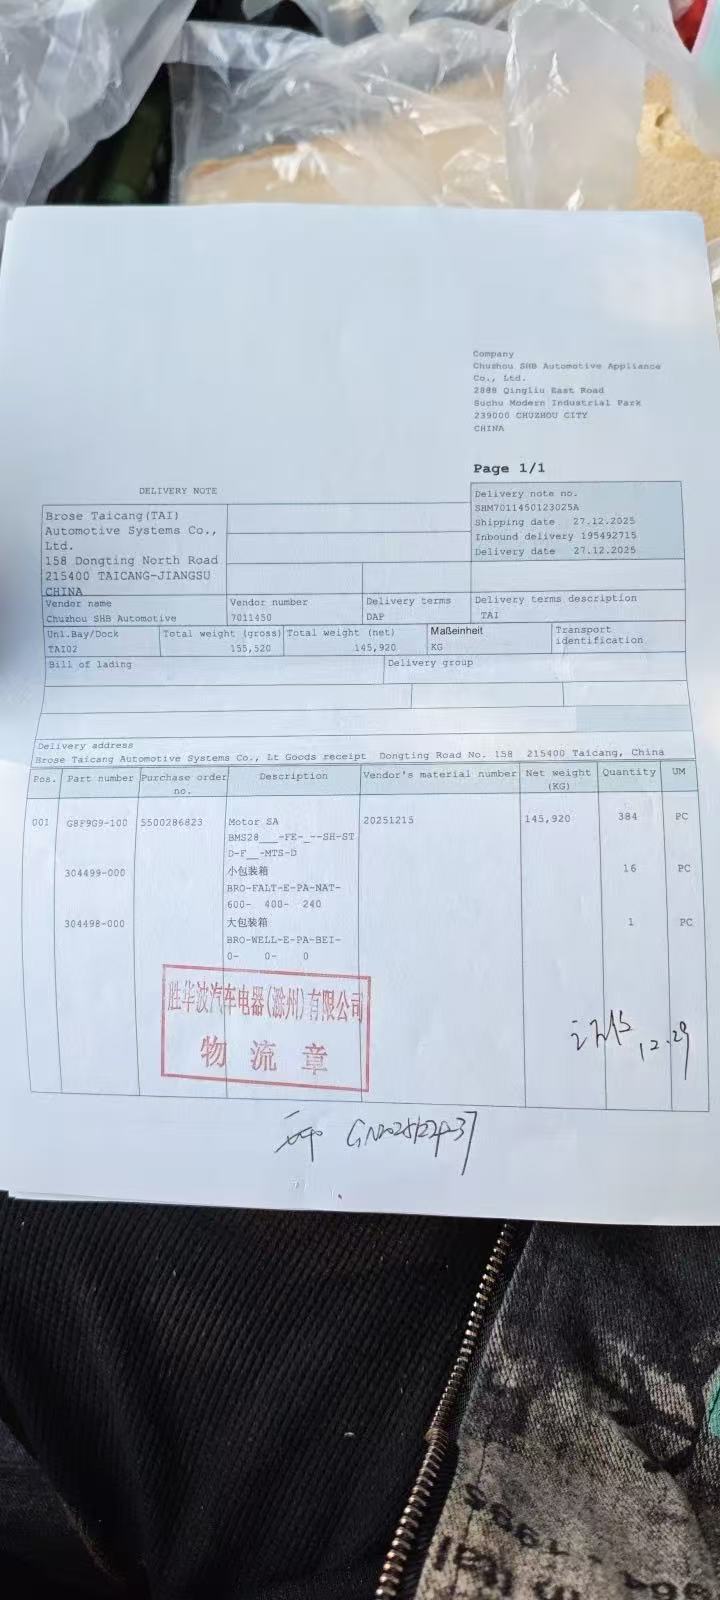 Company
Chuzhou SHB Automotive Appliance
Co., Ltd.
2888 Qingliu East Road
Suchu Modern Industrial Park
239000 CHUZHOU CITY
CHINA
Page 1/1
DELIVERY NOTE
Brose Taicang(TAI)
Automotive Systems Co.,
Ltd.
158 Dongting North Road
215400 TAICANG-JIANGSU
CHINA
Delivery note no.
SHM7011450123025A
Shipping date 27.12.2025
Inbound delivery 195492715
Delivery date 27.12.2025
Vendor name Vendor number Delivery terms Delivery terms description
Chuzhou SHB Automotive 7011450 DAP TAI
Unl.Bay/Dock Total weight (gross) Total weight (net) Maßeinheit Transport identification
TAI02 155,520 145,920 KG
Bill of lading Delivery group
Delivery address
Brose Taicang Automotive Systems Co., Lt Goods receipt Dongting Road No. 158 215400 Taicang, China
Pos. Part number Purchase order no. Description Vendor's material number Net weight (KG) Quantity UM
001 G8F9G9-100 5500286823 Motor SA 20251215 145,920 384 PC
BMS28___-FE-_--SH-ST
D-F__-MTS-D
304499-000 小包装箱 16 PC
BRO-FALT-E-PA-NAT-
600- 400- 240
304498-000 大包装箱 1 PC
BRO-WELL-E-PA-BEI-
0- 0- 0
胜华波汽车电器(滁州)有限公司
物流章
12.29